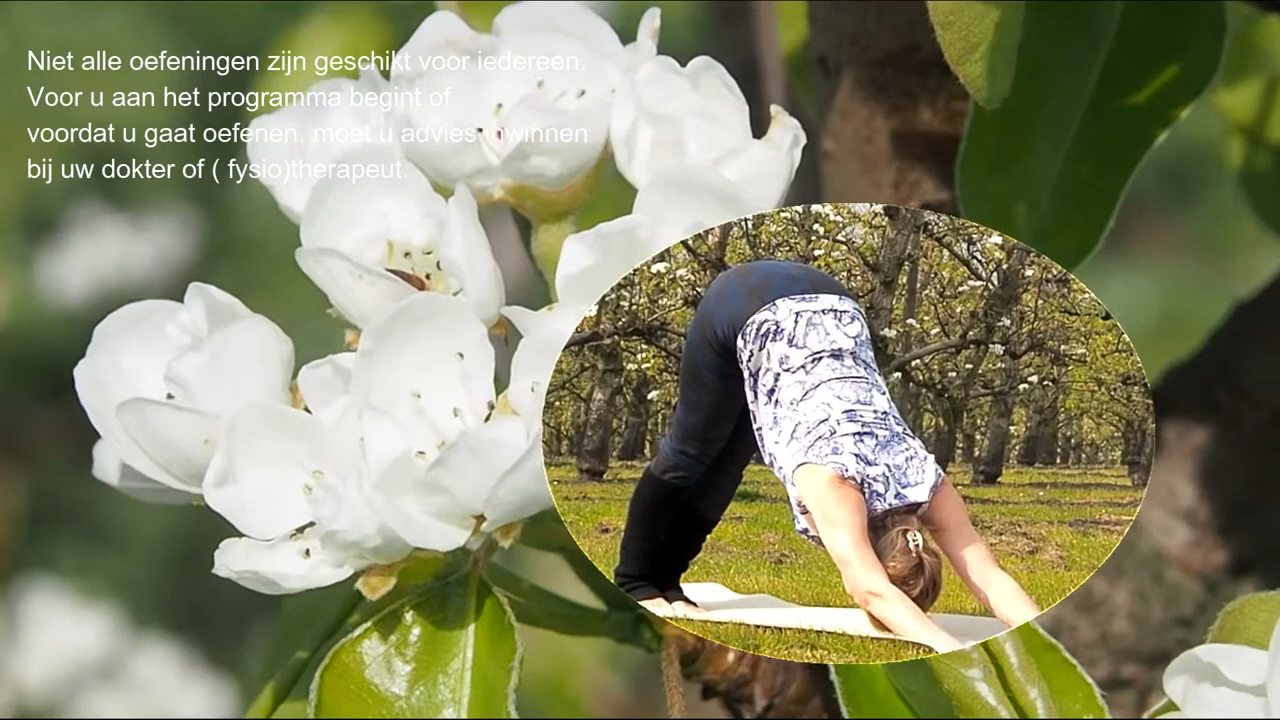 Niet alle oefeningen zijn geschikt voor iedereen.
Voor u aan het programma begint of
voordat u gaat oefenen, moet u advies inwinnen
bij uw dokter of ( fysio)therapeut.